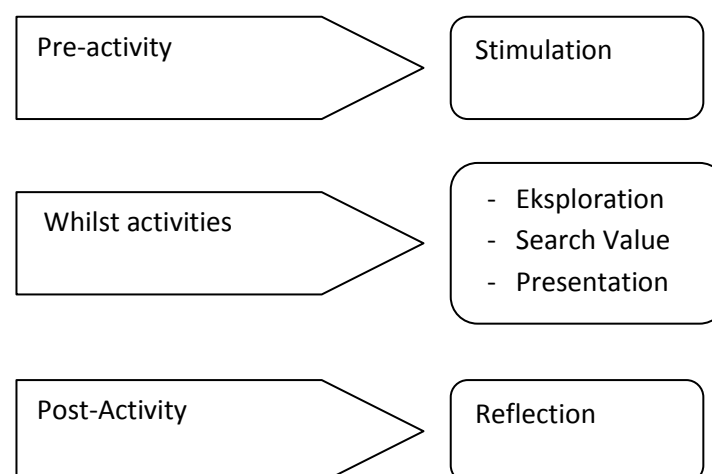 Pre-activity
Stimulation
Whilst activities
- Eksploration
- Search Value
- Presentation
Post-Activity
Reflection